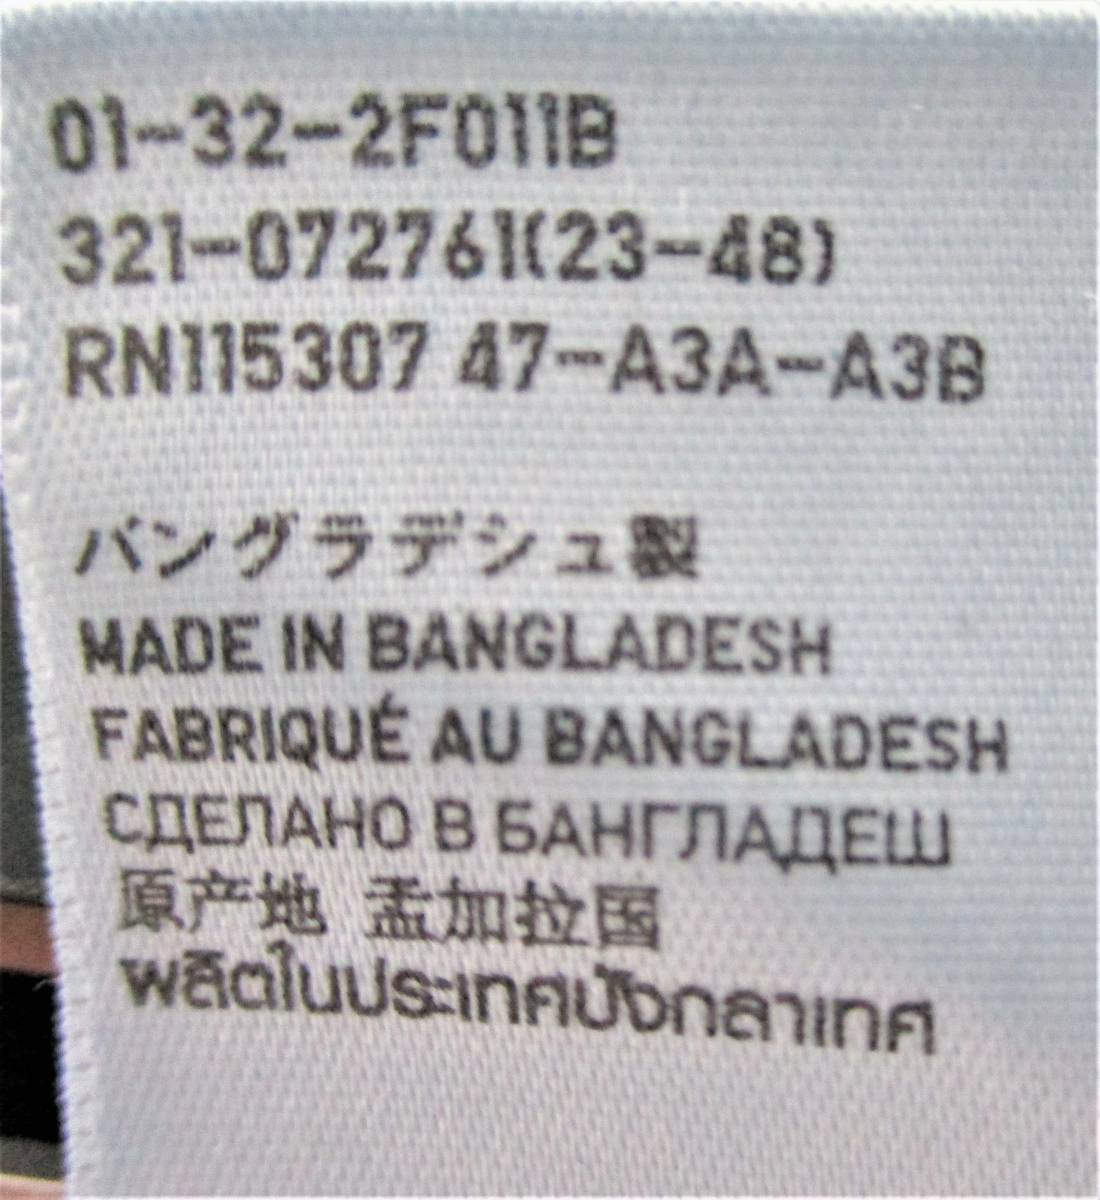 01-32-2F011B
321-072761(23-48)
RN115307 47-A3A-A3B
バングラデシュ製
MADE IN BANGLADESH
FABRIQUÉ AU BANGLADESH
СДЕЛАНО В БАНГЛАДЕШ
原产地 孟加拉国
ผลิตในประเทศบังกลาเทศ